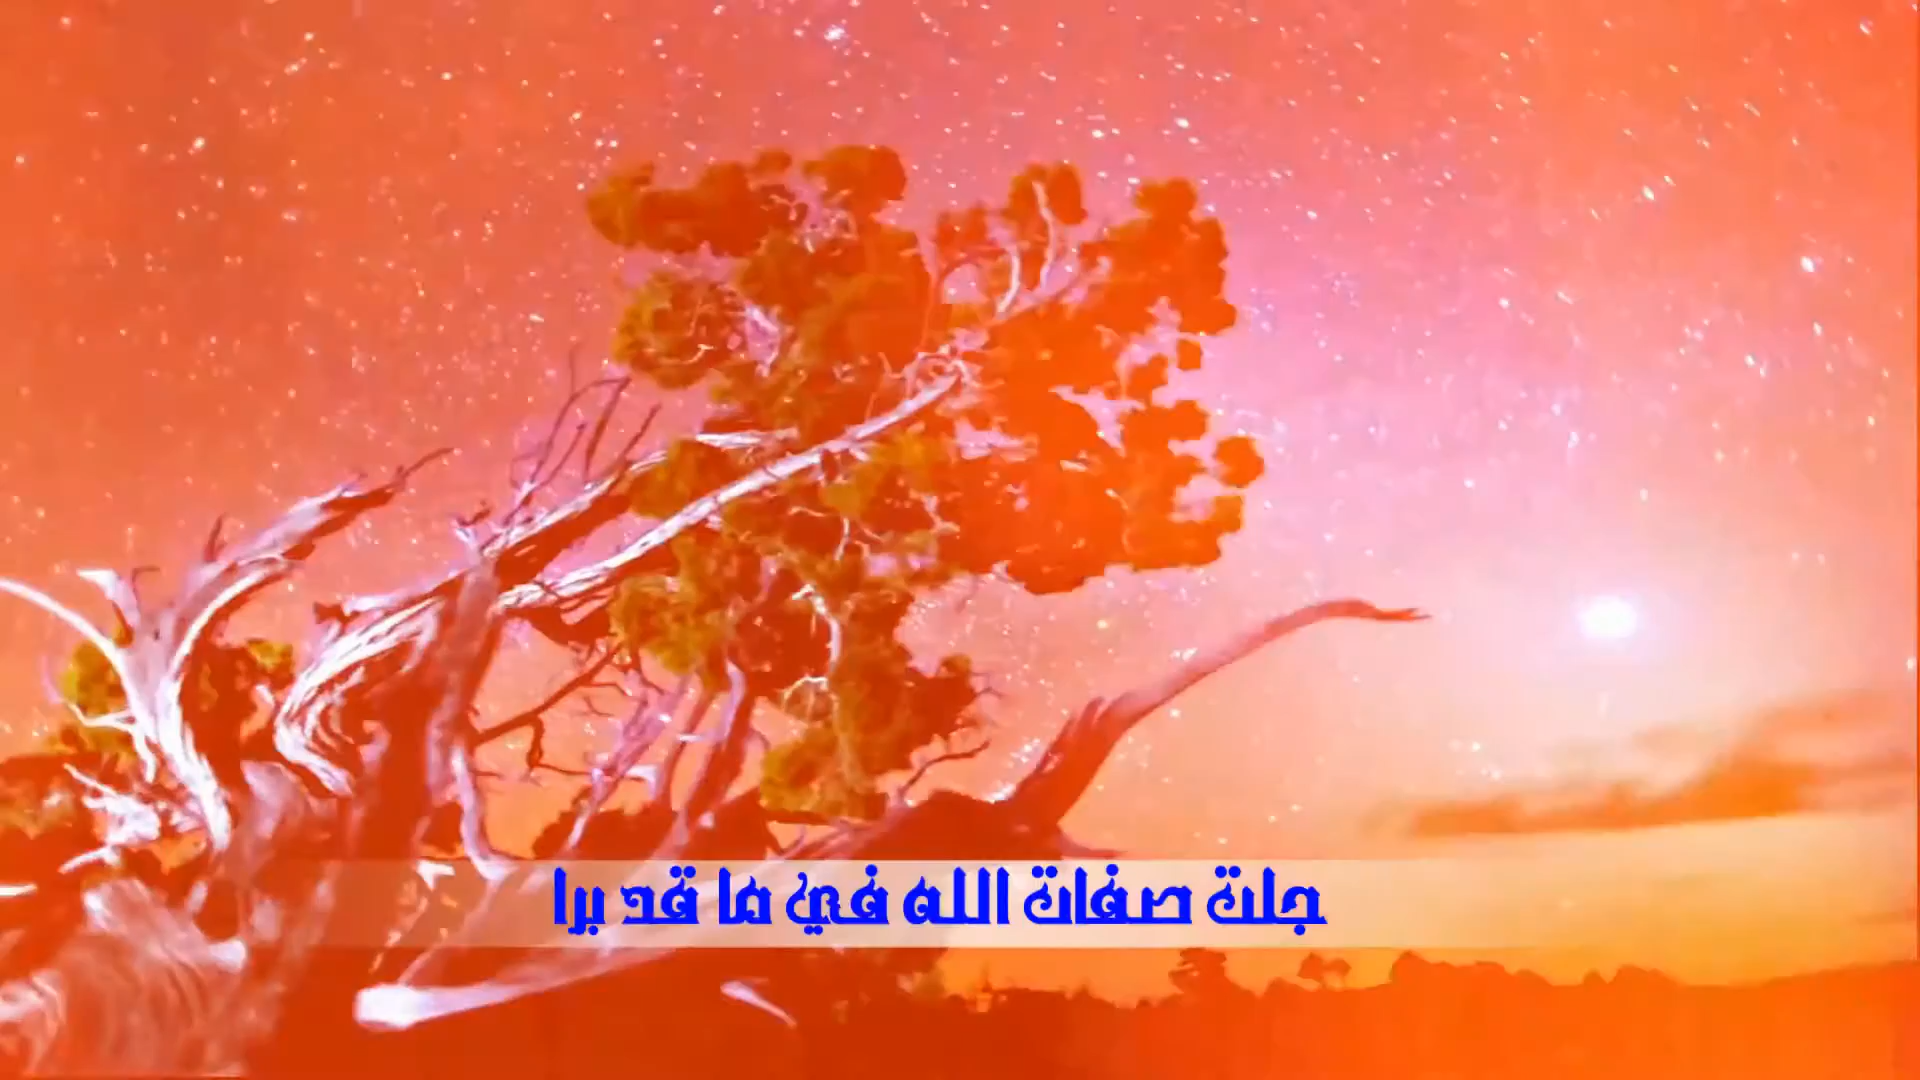 جلت صفات الله في ما قد برا